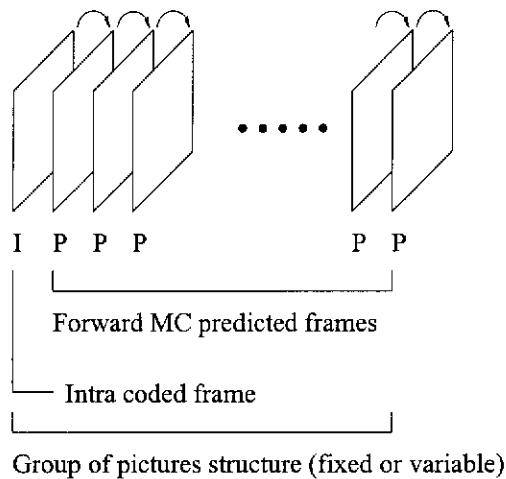 I P P P P P
Forward MC predicted frames
Intra coded frame
Group of pictures structure (fixed or variable)